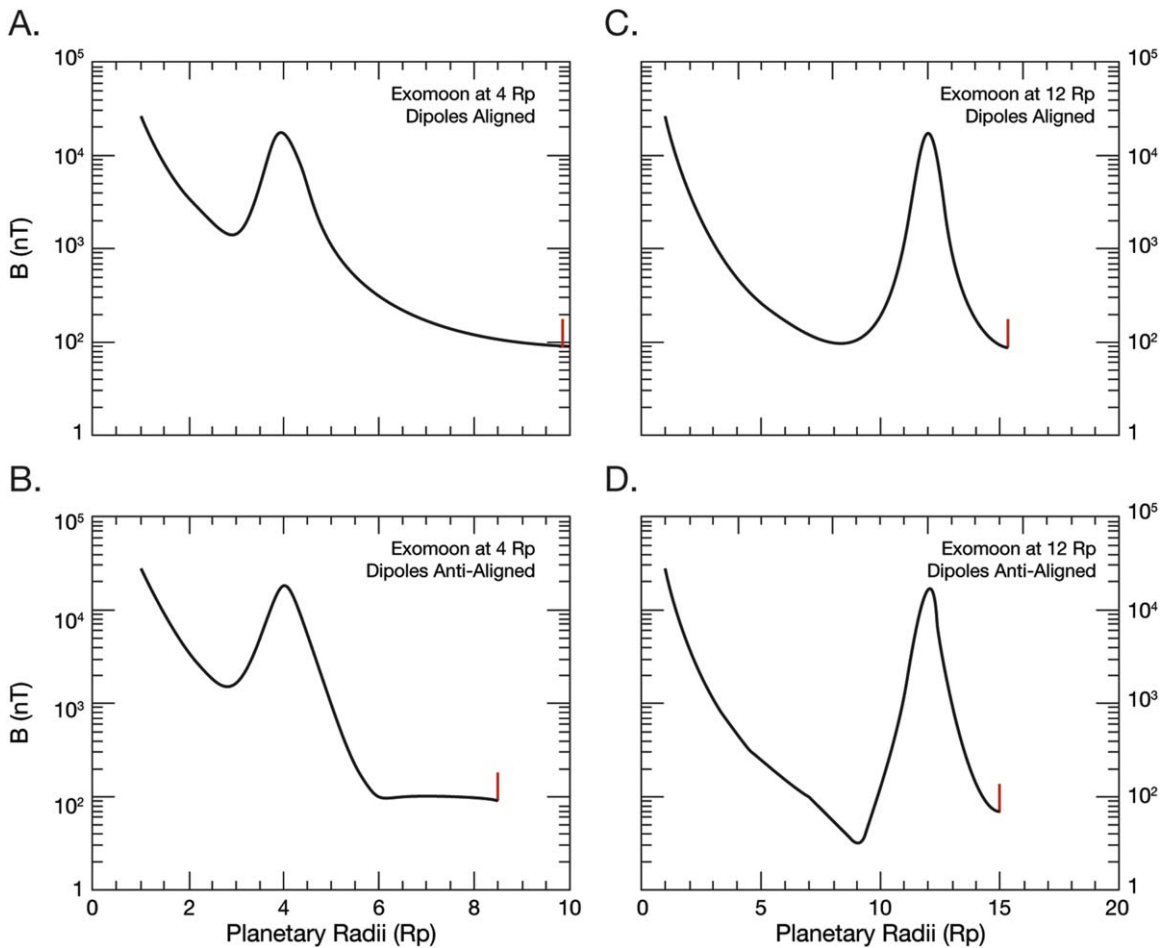 A.
10⁵
10⁴
10³
10²
1
B (nT)
Exomoon at 4 Rp
Dipoles Aligned
C.
10⁵
10⁴
10³
10²
1
Exomoon at 12 Rp
Dipoles Aligned
B.
10⁵
10⁴
10³
10²
1
B (nT)
Exomoon at 4 Rp
Dipoles Anti-Aligned
0 2 4 6 8 10
Planetary Radii (Rp)
D.
10⁵
10⁴
10³
10²
1
Exomoon at 12 Rp
Dipoles Anti-Aligned
0 5 10 15 20
Planetary Radii (Rp)